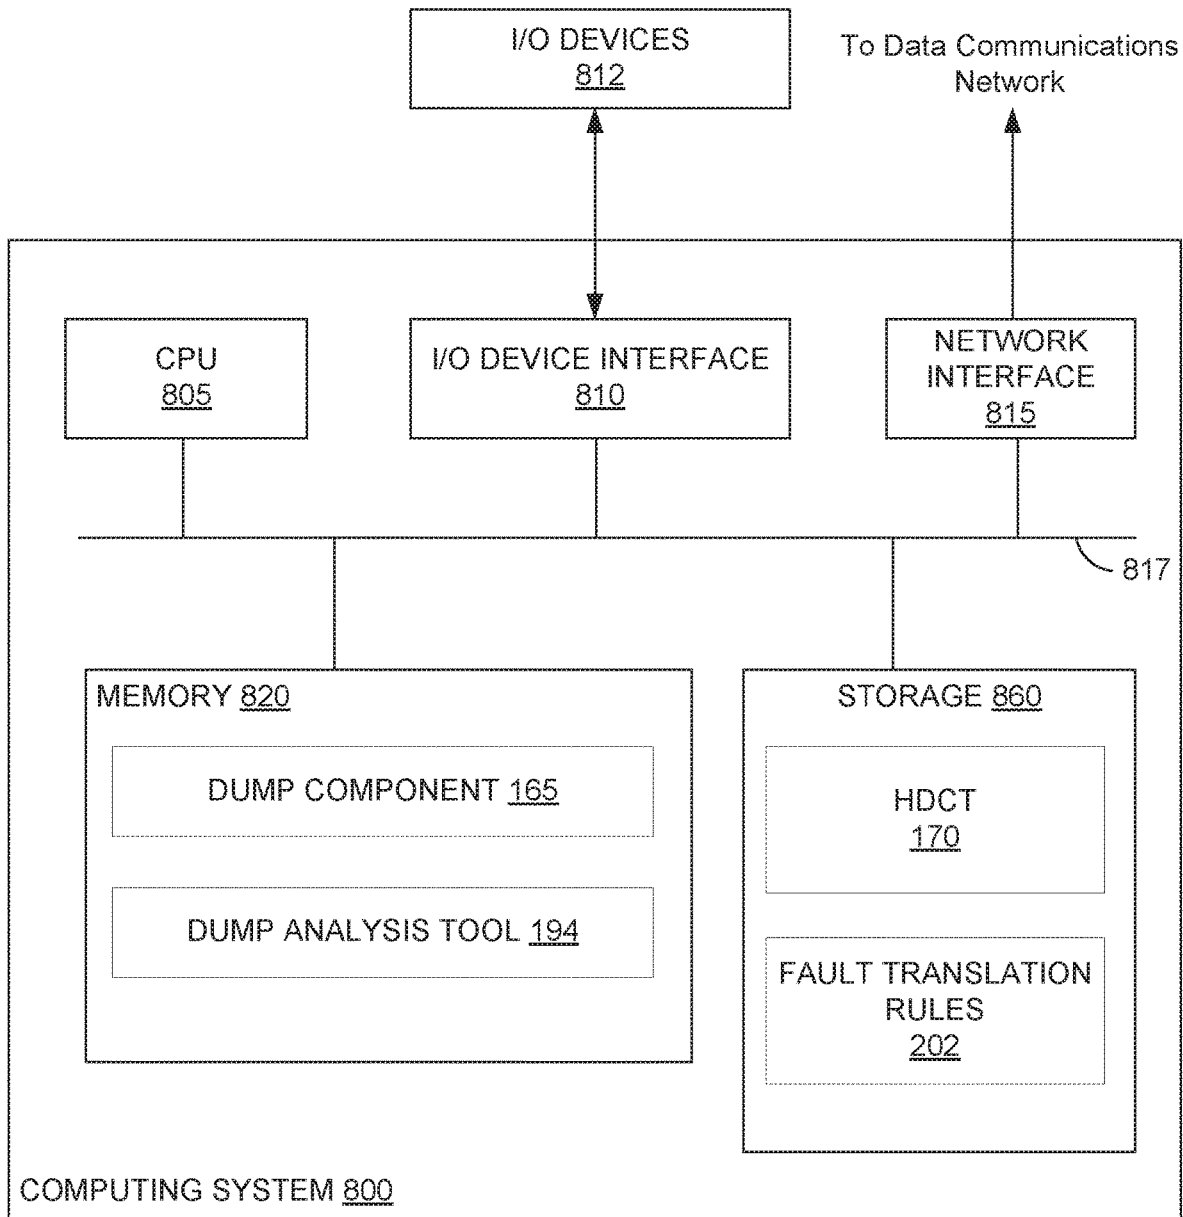 I/O DEVICES
812
To Data Communications
Network
CPU
805
I/O DEVICE INTERFACE
810
NETWORK
INTERFACE
815
817
MEMORY 820
DUMP COMPONENT 165
DUMP ANALYSIS TOOL 194
STORAGE 860
HDCT
170
FAULT TRANSLATION
RULES
202
COMPUTING SYSTEM 800